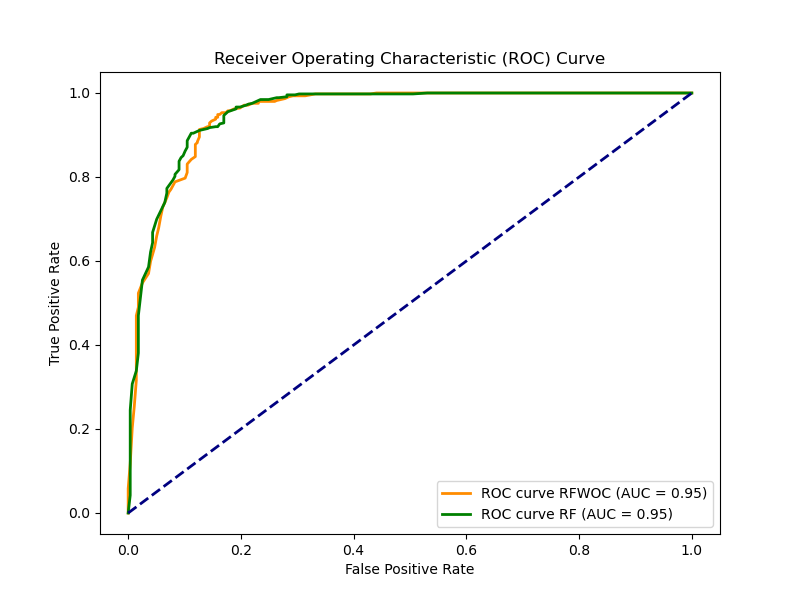 Receiver Operating Characteristic (ROC) Curve
True Positive Rate
1.0
0.8
0.6
0.4
0.2
0.0
0.0 0.2 0.4 0.6 0.8 1.0
False Positive Rate
ROC curve RFWOC (AUC = 0.95)
ROC curve RF (AUC = 0.95)